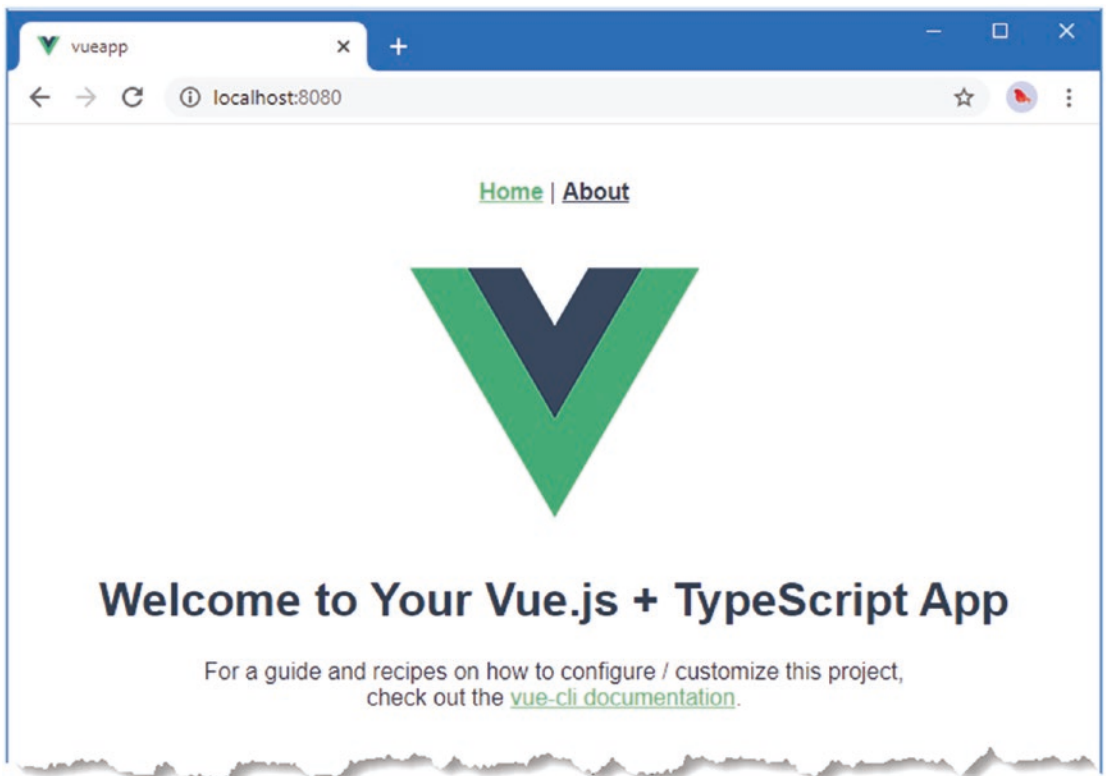 vueapp
localhost:8080
Home | About
Welcome to Your Vue.js + TypeScript App
For a guide and recipes on how to configure / customize this project,
check out the vue-cli documentation.